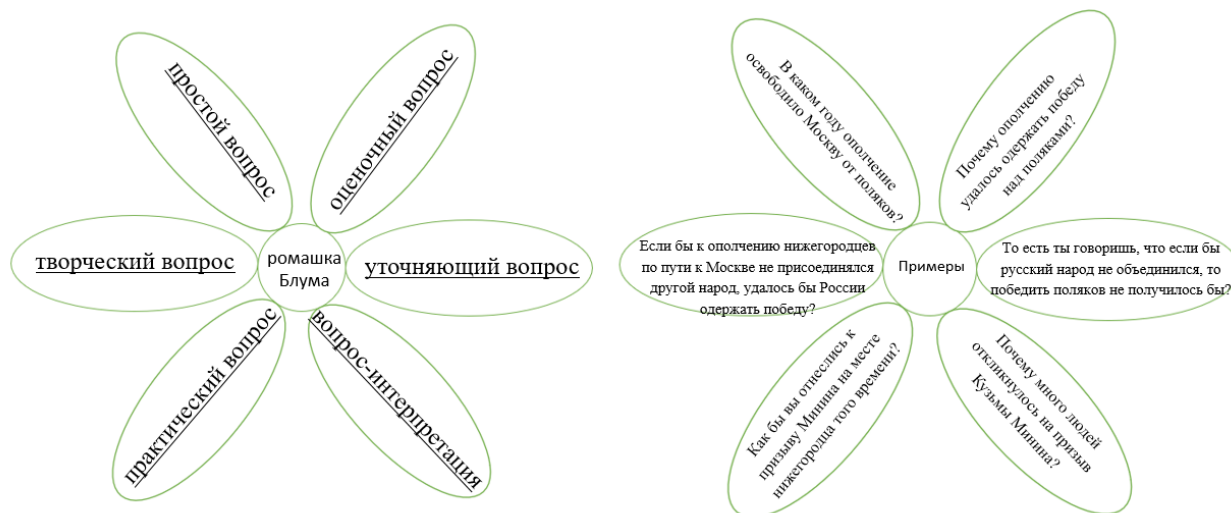 простой вопрос
оценочный вопрос
творческий вопрос
ромашка
Блума
уточняющий вопрос
практический вопрос
вопрос-интерпретация
В каком году ополчение
освободило Москву от поляков?
Почему ополчению
удалось одержать победу
над поляками?
Если бы к ополчению нижегородцев
по пути к Москве не присоединялся
другой народ, удалось бы России
одержать победу?
Примеры
То есть ты говоришь, что если бы
русский народ не объединился, то
победить поляков не получилось бы?
Как бы вы отнеслись к
призыву Минина на месте
нижегородца того времени?
Почему много людей
откликнулось на призыв
Кузьмы Минина?